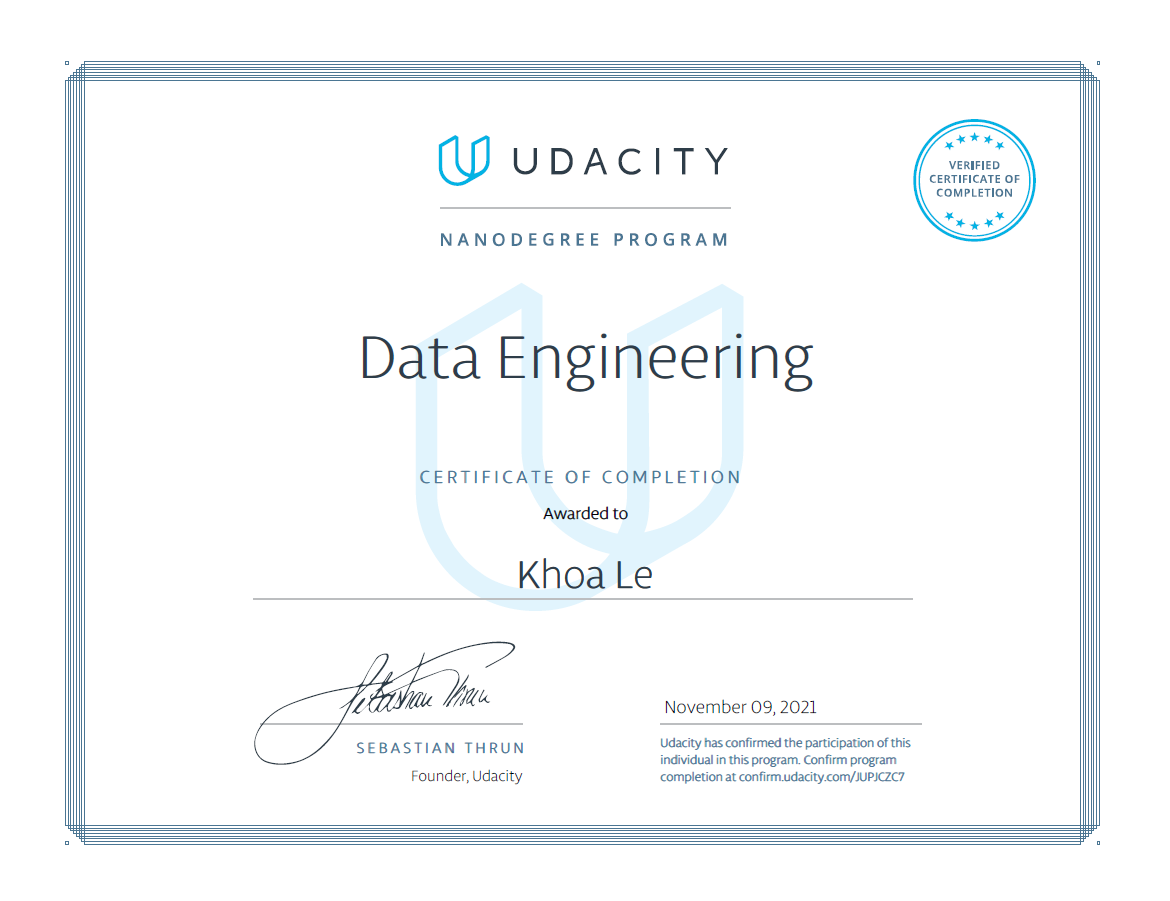 UDACITY
VERIFIED
CERTIFICATE OF
COMPLETION
NANODEGREE PROGRAM
Data Engineering
CERTIFICATE OF COMPLETION
Awarded to
Khoa Le
Sebastian Thrun
SEBASTIAN THRUN
Founder, Udacity
November 09, 2021
Udacity has confirmed the participation of this
individual in this program. Confirm program
completion at confirm.udacity.com/JUPJCZC7